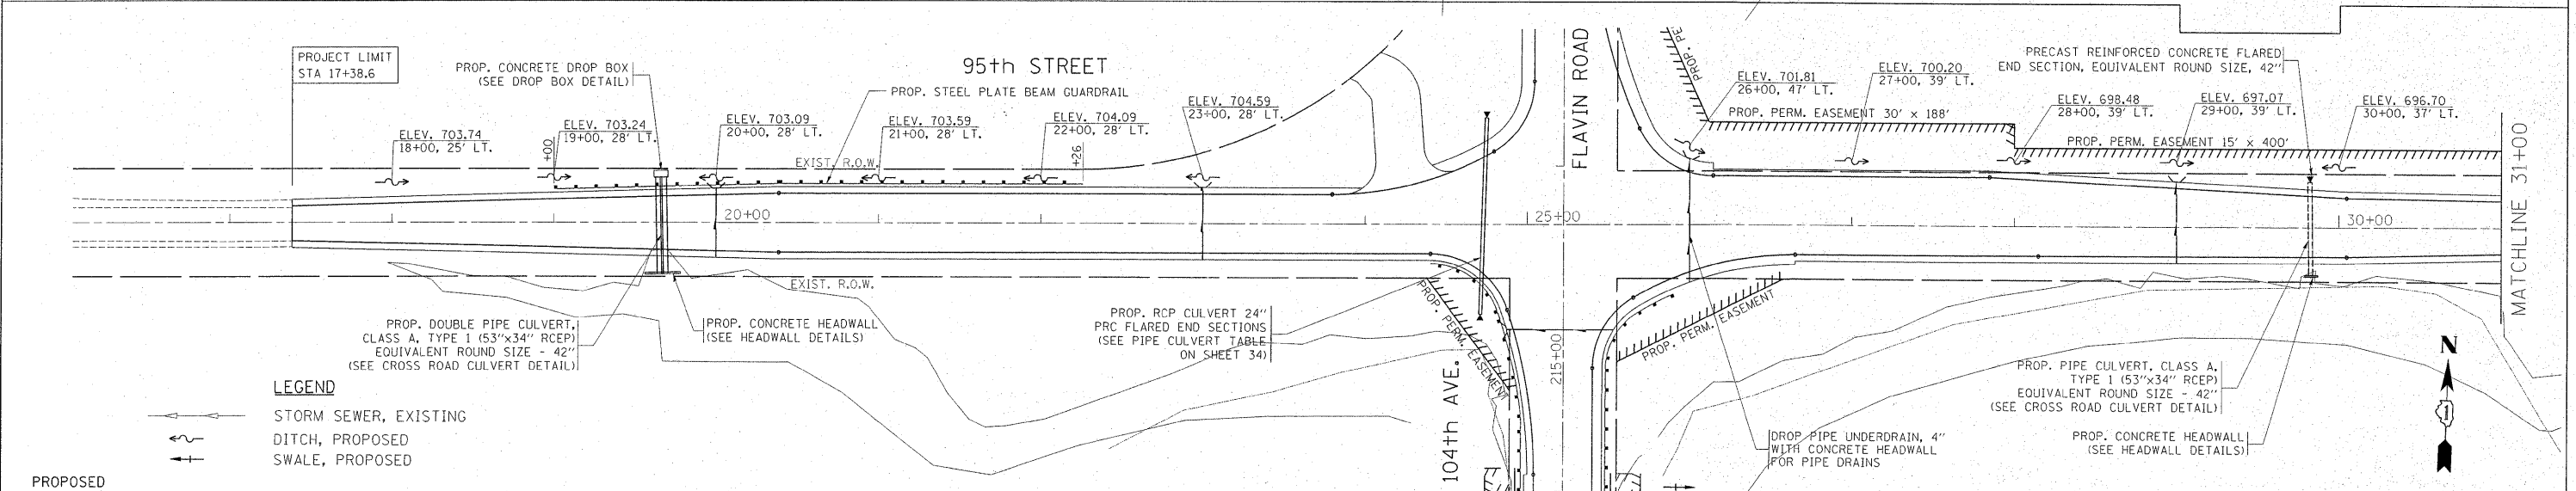 PROJECT LIMIT
STA 17+38.6
PROP. CONCRETE DROP BOX
(SEE DROP BOX DETAIL)
95th STREET
PROP. STEEL PLATE BEAM GUARDRAIL
FLAVIN ROAD
PROP. PE
PRECAST REINFORCED CONCRETE FLARED
END SECTION, EQUIVALENT ROUND SIZE, 42"
ELEV. 703.74
18+00, 25' LT.
+00
ELEV. 703.24
19+00, 28' LT.
ELEV. 703.09
20+00, 28' LT.
ELEV. 703.59
21+00, 28' LT.
ELEV. 704.09
22+00, 28' LT.
+26
ELEV. 704.59
23+00, 28' LT.
ELEV. 701.81
26+00, 47' LT.
ELEV. 700.20
27+00, 39' LT.
ELEV. 698.48
28+00, 39' LT.
ELEV. 697.07
29+00, 39' LT.
ELEV. 696.70
30+00, 37' LT.
PROP. PERM. EASEMENT 30' x 188'
PROP. PERM. EASEMENT 15' x 400'
EXIST. R.O.W.
20+00
25+00
30+00
MATCHLINE 31+00
EXIST. R.O.W.
PROP. DOUBLE PIPE CULVERT,
CLASS A, TYPE 1 (53"x34" RCEP)
EQUIVALENT ROUND SIZE - 42"
(SEE CROSS ROAD CULVERT DETAIL)
PROP. CONCRETE HEADWALL
(SEE HEADWALL DETAILS)
PROP. RCP CULVERT 24"
PRC FLARED END SECTIONS
(SEE PIPE CULVERT TABLE
ON SHEET 34)
PROP. PERM. EASEMENT
104th AVE.
215+00
PROP. PERM. EASEMENT
DROP PIPE UNDERDRAIN, 4"
WITH CONCRETE HEADWALL
FOR PIPE DRAINS
PROP. PIPE CULVERT, CLASS A,
TYPE 1 (53"x34" RCEP)
EQUIVALENT ROUND SIZE - 42"
(SEE CROSS ROAD CULVERT DETAIL)
PROP. CONCRETE HEADWALL
(SEE HEADWALL DETAILS)
N
LEGEND
STORM SEWER, EXISTING
DITCH, PROPOSED
SWALE, PROPOSED
PROPOSED